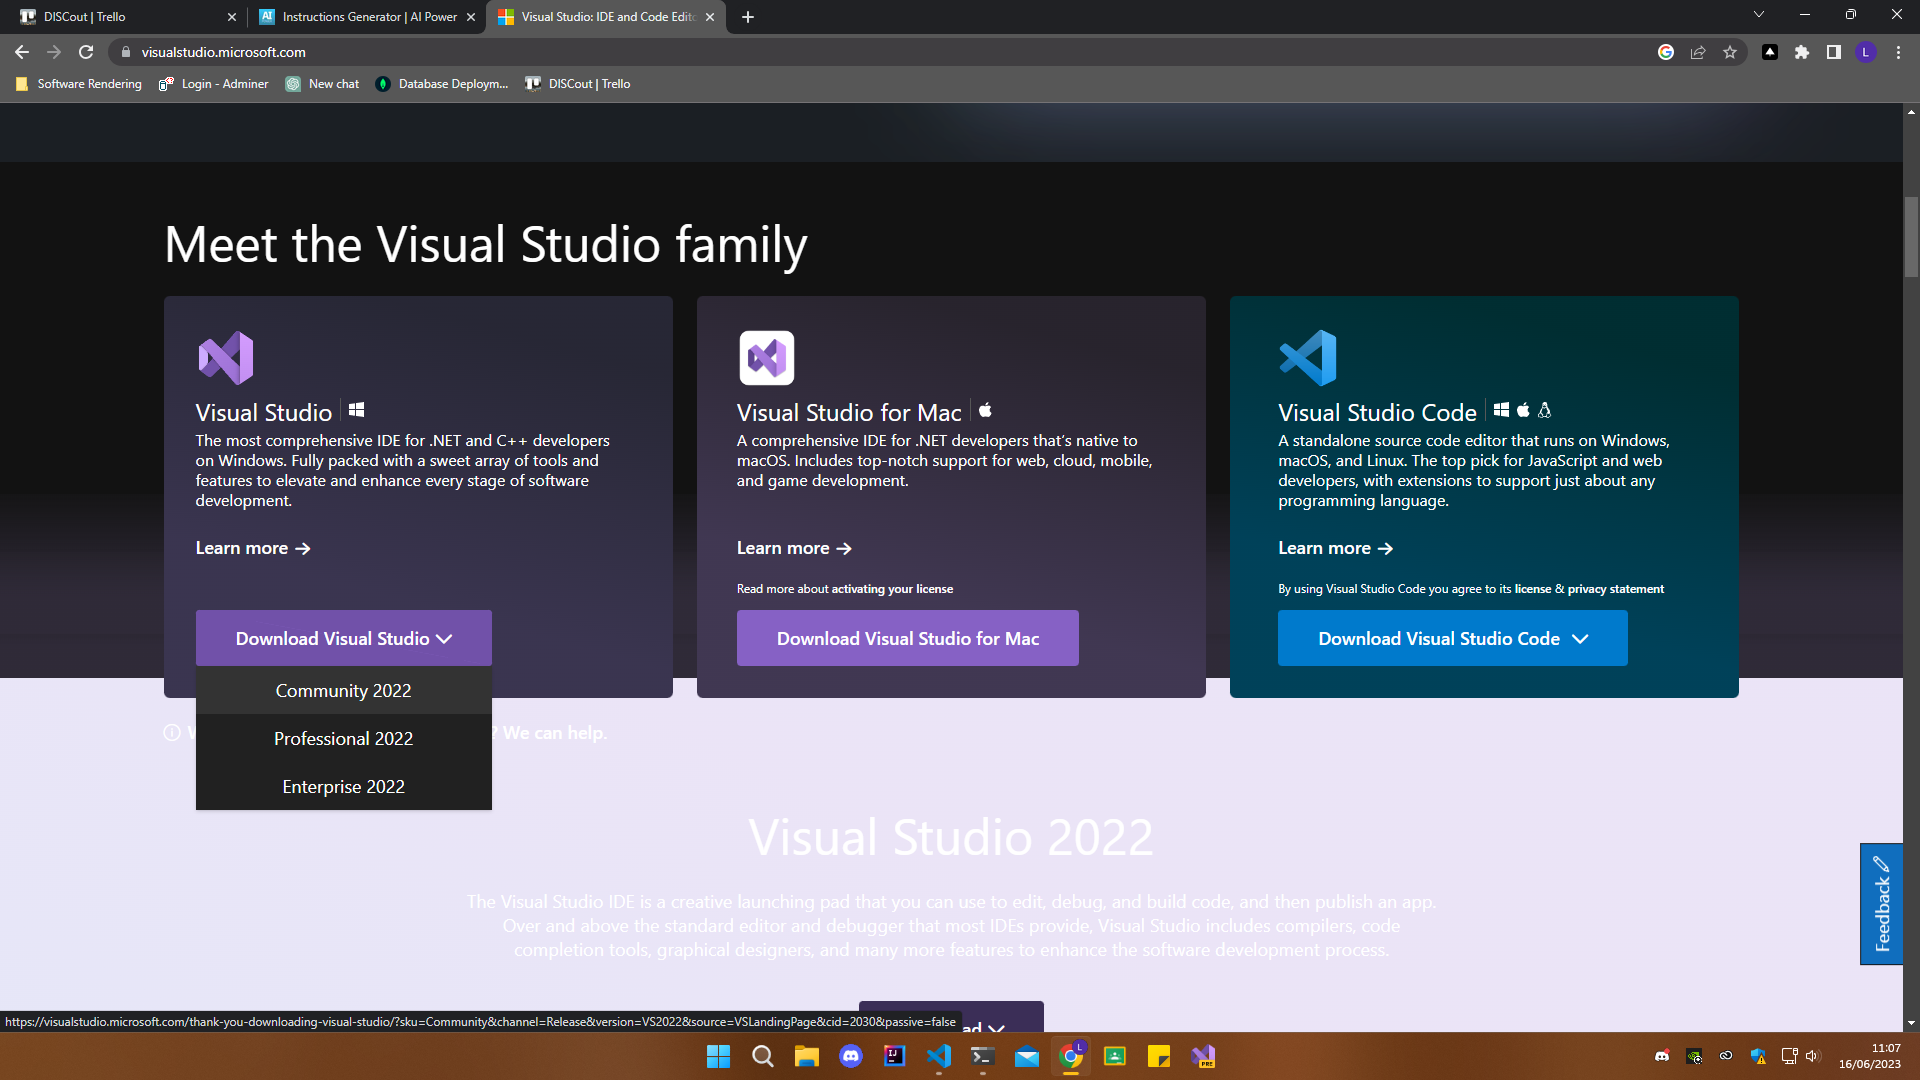 DISCout | Trello
Instructions Generator | AI Power
Visual Studio: IDE and Code Edito
visualstudio.microsoft.com
L
Software Rendering
Login - Adminer
New chat
Database Deploym...
DISCout | Trello
Meet the Visual Studio family
Visual Studio
The most comprehensive IDE for .NET and C++ developers
on Windows. Fully packed with a sweet array of tools and
features to elevate and enhance every stage of software
development.
Learn more →
Download Visual Studio
Community 2022
Professional 2022
Enterprise 2022
Visual Studio for Mac
A comprehensive IDE for .NET developers that's native to
macOS. Includes top-notch support for web, cloud, mobile,
and game development.
Learn more →
Read more about activating your license
Download Visual Studio for Mac
Visual Studio Code
A standalone source code editor that runs on Windows,
macOS, and Linux. The top pick for JavaScript and web
developers, with extensions to support just about any
programming language.
Learn more →
By using Visual Studio Code you agree to its license & privacy statement
Download Visual Studio Code
? We can help.
Visual Studio 2022
The Visual Studio IDE is a creative launching pad that you can use to edit, debug, and build code, and then publish an app.
Over and above the standard editor and debugger that most IDEs provide, Visual Studio includes compilers, code
completion tools, graphical designers, and many more features to enhance the software development process.
Feedback
https://visualstudio.microsoft.com/thank-you-downloading-visual-studio/?sku=Community&channel=Release&version=VS2022&source=VSLandingPage&cid=2030&passive=false
ad
11:07
16/06/2023